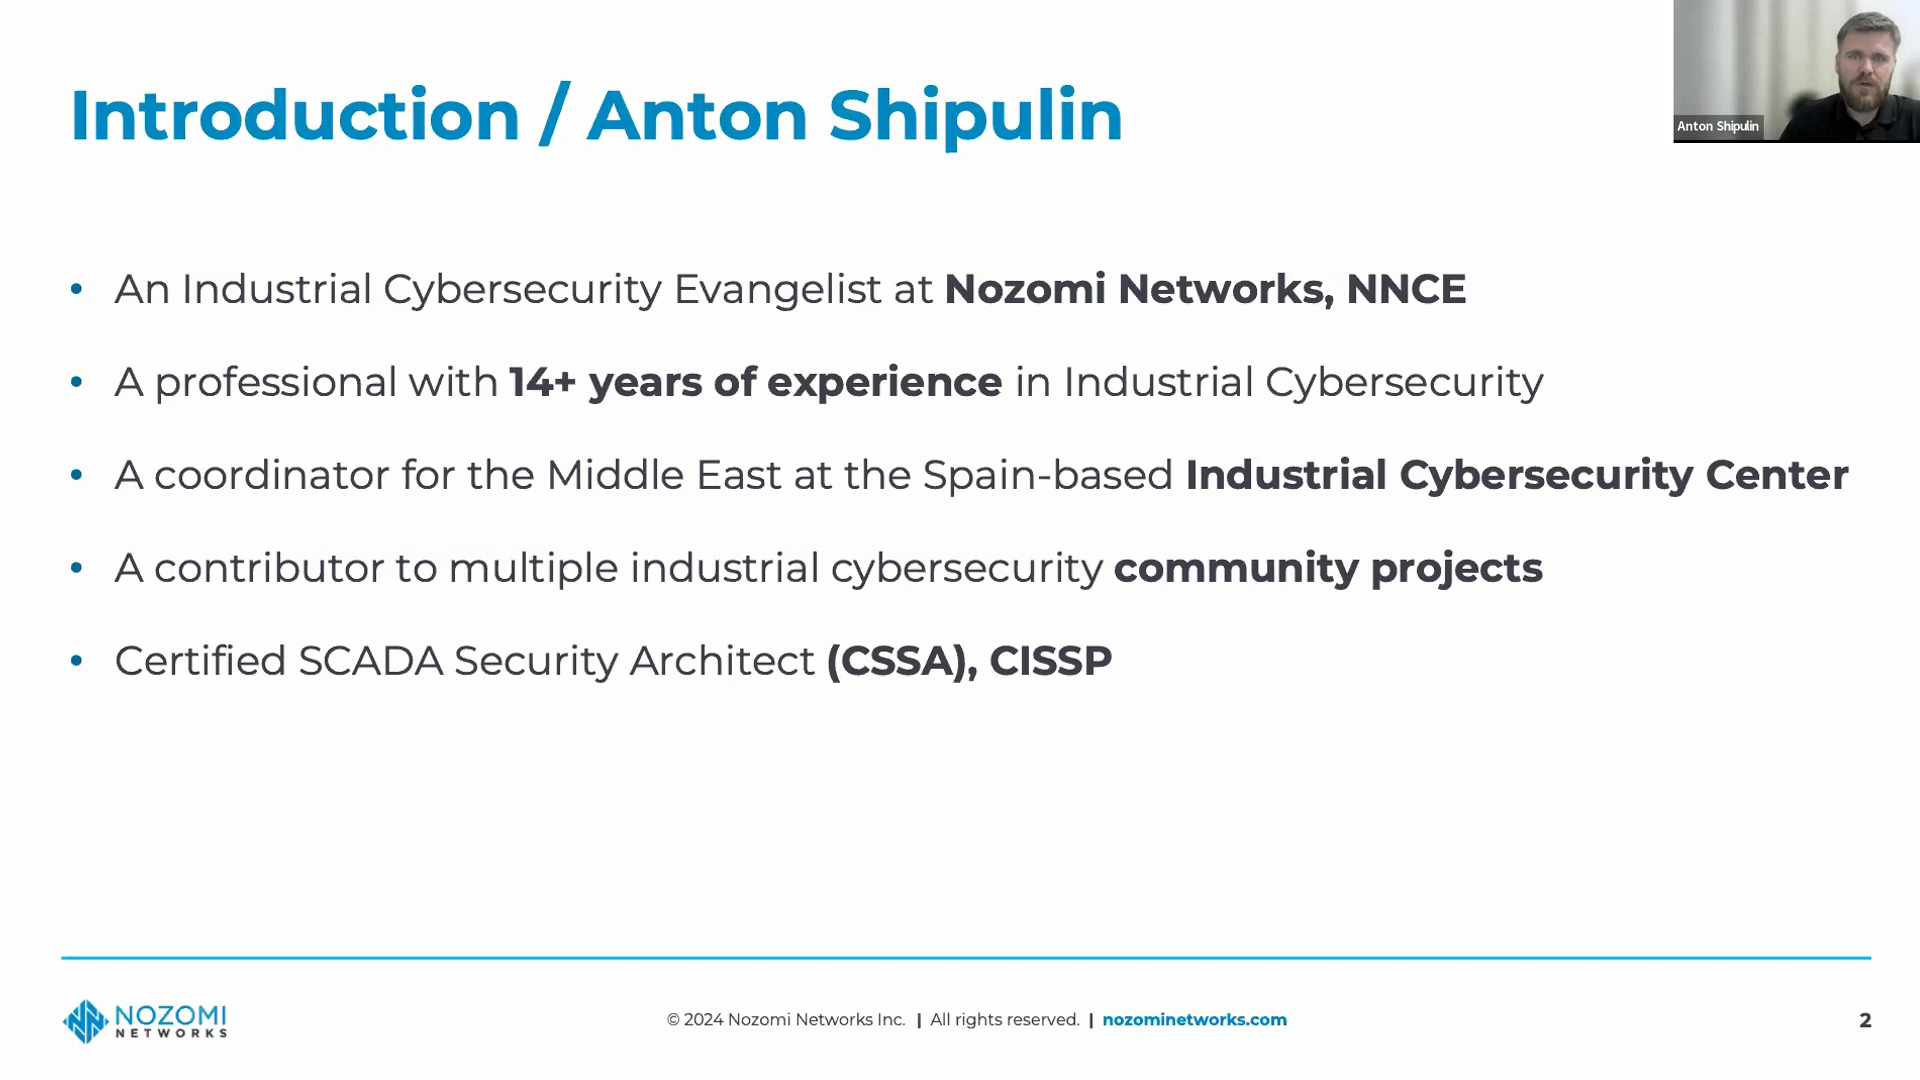 Introduction / Anton Shipulin
Anton Shipulin
• An Industrial Cybersecurity Evangelist at Nozomi Networks, NNCE
• A professional with 14+ years of experience in Industrial Cybersecurity
• A coordinator for the Middle East at the Spain-based Industrial Cybersecurity Center
• A contributor to multiple industrial cybersecurity community projects
• Certified SCADA Security Architect (CSSA), CISSP
NOZOMI
NETWORKS
© 2024 Nozomi Networks Inc. | All rights reserved. | nozominetworks.com
2